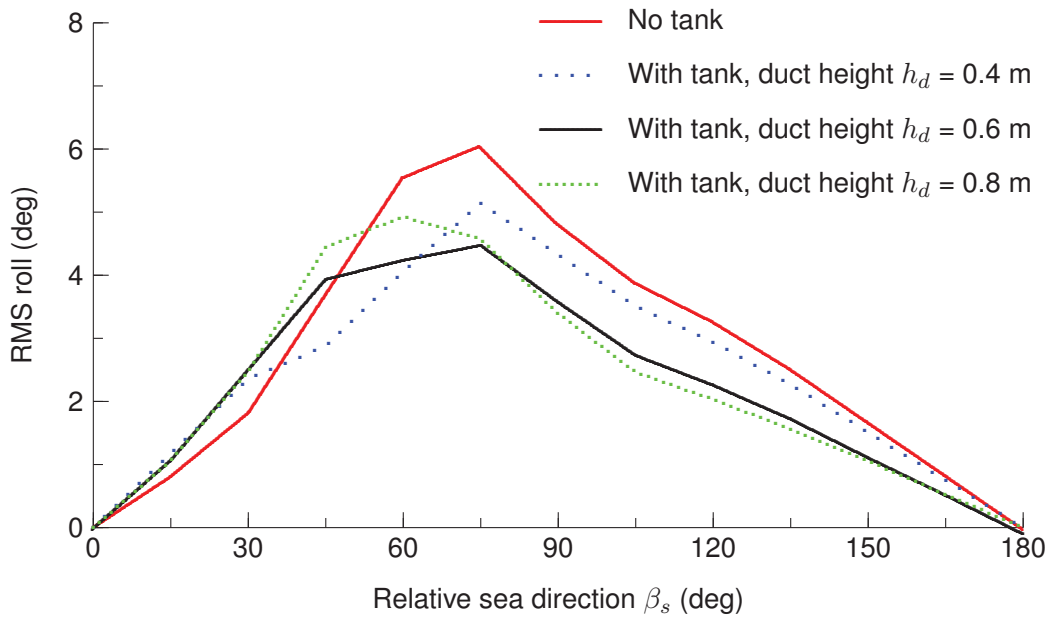 8
6
4
2
0
RMS roll (deg)
No tank
With tank, duct height h_d = 0.4 m
With tank, duct height h_d = 0.6 m
With tank, duct height h_d = 0.8 m
0 30 60 90 120 150 180
Relative sea direction β_s (deg)